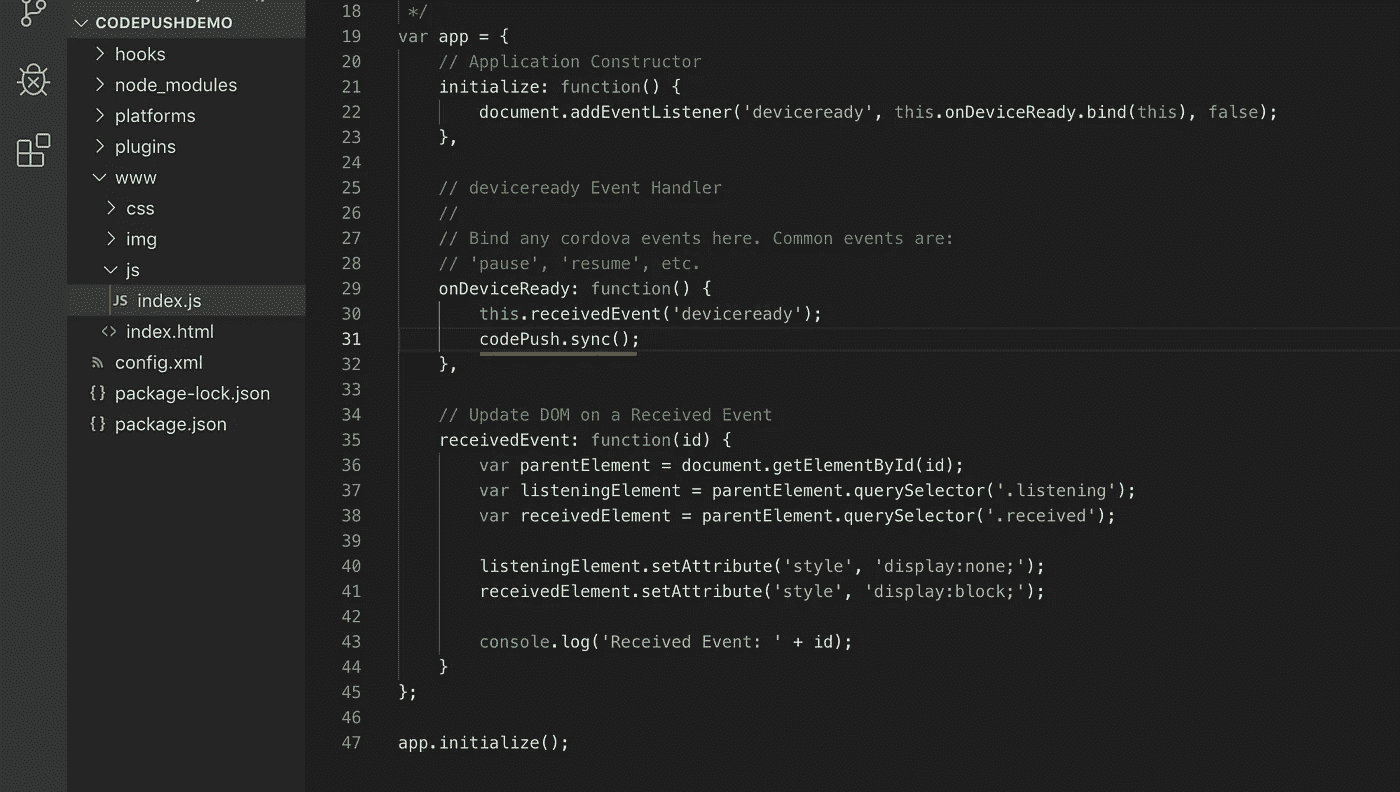 CODEPUSHDEMO
hooks
node_modules
platforms
plugins
www
css
img
js
JS index.js
<> index.html
config.xml
{} package-lock.json
{} package.json
18 */
19 var app = {
20 // Application Constructor
21 initialize: function() {
22 document.addEventListener('deviceready', this.onDeviceReady.bind(this), false);
23 },
24
25 // deviceready Event Handler
26 //
27 // Bind any cordova events here. Common events are:
28 // 'pause', 'resume', etc.
29 onDeviceReady: function() {
30 this.receivedEvent('deviceready');
31 codePush.sync();
32 },
33
34 // Update DOM on a Received Event
35 receivedEvent: function(id) {
36 var parentElement = document.getElementById(id);
37 var listeningElement = parentElement.querySelector('.listening');
38 var receivedElement = parentElement.querySelector('.received');
39
40 listeningElement.setAttribute('style', 'display:none;');
41 receivedElement.setAttribute('style', 'display:block;');
42
43 console.log('Received Event: ' + id);
44 }
45 };
46
47 app.initialize();